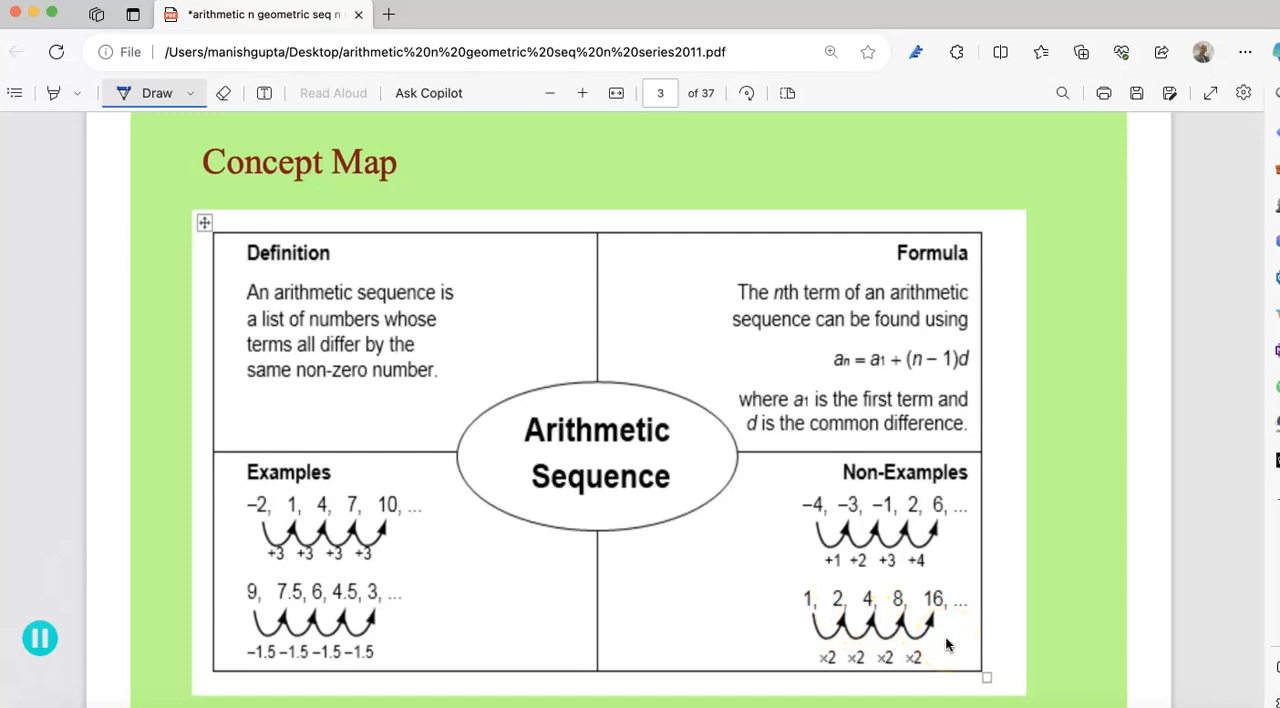 *arithmetic n geometric seq n
File
/Users/manishgupta/Desktop/arithmetic%20n%20geometric%20seq%20n%20series2011.pdf
Draw
Read Aloud
Ask Copilot
3
of 37
Concept Map
Definition
An arithmetic sequence is
a list of numbers whose
terms all differ by the
same non-zero number.
Formula
The nth term of an arithmetic
sequence can be found using
an = a1 + (n – 1)d
where a1 is the first term and
d is the common difference.
Arithmetic
Sequence
Examples
–2, 1, 4, 7, 10, ...
+3 +3 +3 +3
9, 7.5, 6, 4.5, 3, ...
–1.5 –1.5 –1.5 –1.5
Non-Examples
–4, –3, –1, 2, 6, ...
+1 +2 +3 +4
1, 2, 4, 8, 16, ...
×2 ×2 ×2 ×2